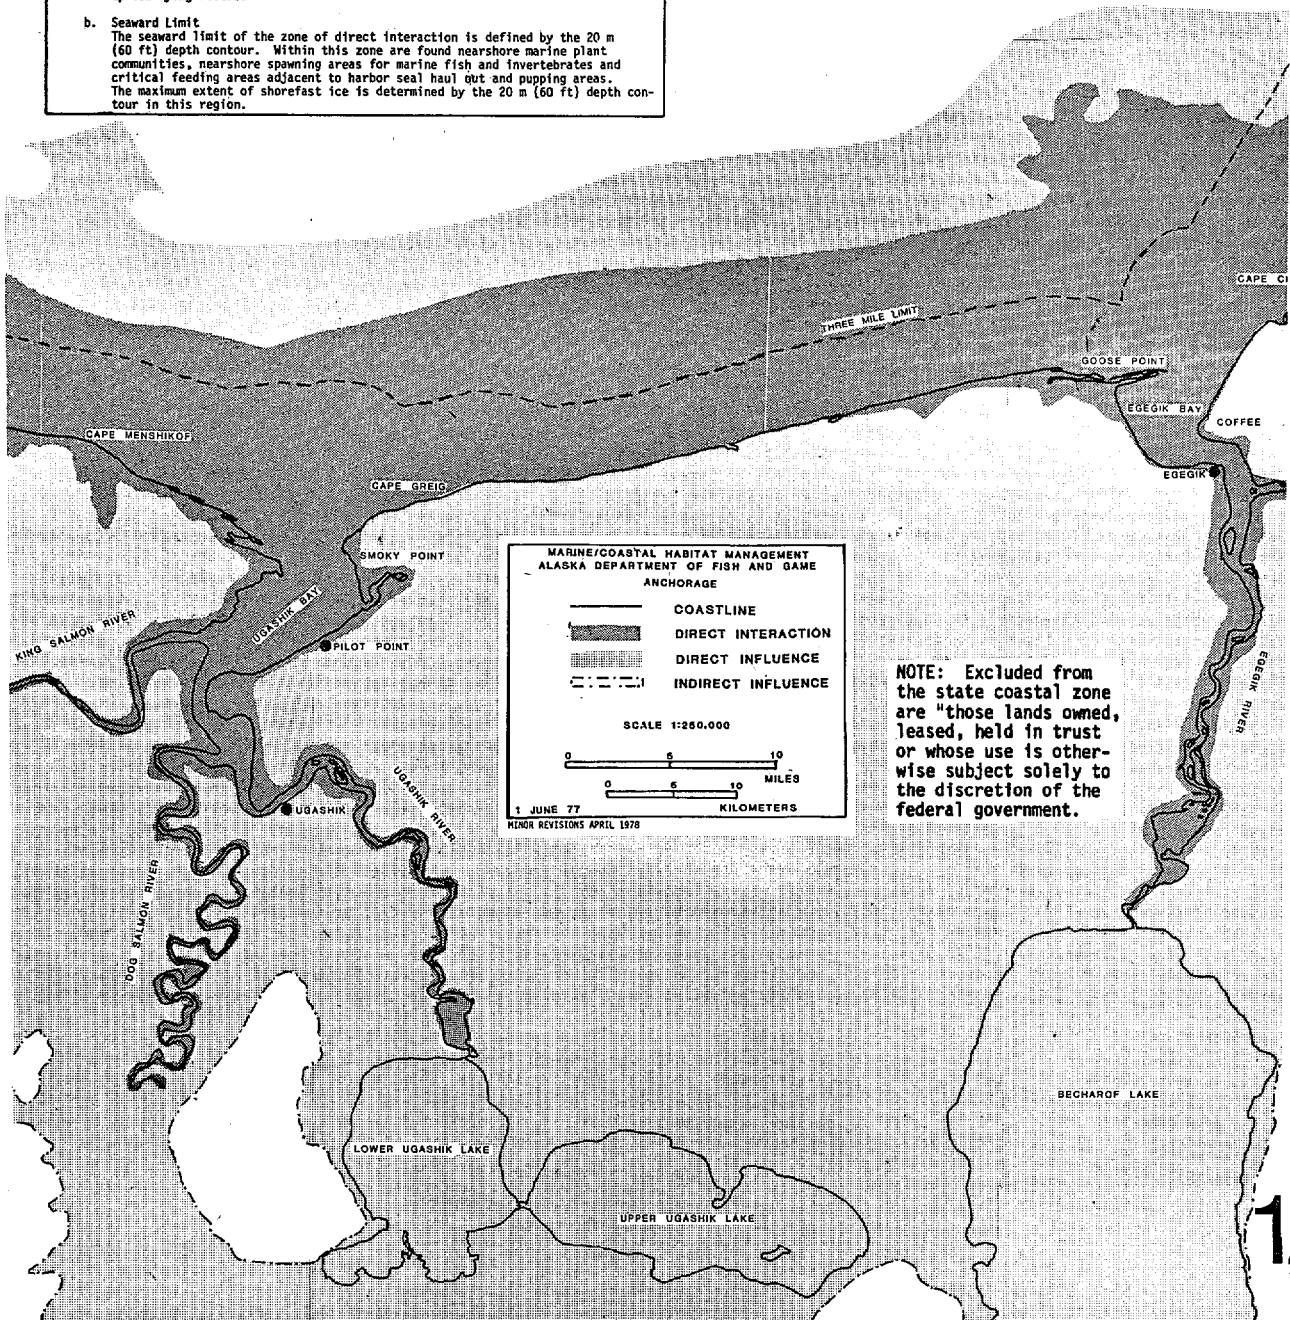 b. Seaward Limit
The seaward limit of the zone of direct interaction is defined by the 20 m
(60 ft) depth contour. Within this zone are found nearshore marine plant
communities, nearshore spawning areas for marine fish and invertebrates and
critical feeding areas adjacent to harbor seal haul out and pupping areas.
The maximum extent of shorefast ice is determined by the 20 m (60 ft) depth con-
tour in this region.
CAPE CI
THREE MILE LIMIT
GOOSE POINT
EGEGIK BAY
COFFEE
CAPE MENSHIKOF
EGEGIK
CAPE GREIG
SMOKY POINT
UGASHIK BAY
KING SALMON RIVER
PILOT POINT
MARINE/COASTAL HABITAT MANAGEMENT
ALASKA DEPARTMENT OF FISH AND GAME
ANCHORAGE
COASTLINE
DIRECT INTERACTION
DIRECT INFLUENCE
INDIRECT INFLUENCE
SCALE 1:250,000
0 5 10
MILES
0 5 10
KILOMETERS
1 JUNE 77
MINOR REVISIONS APRIL 1978
NOTE: Excluded from
the state coastal zone
are "those lands owned,
leased, held in trust
or whose use is other-
wise subject solely to
the discretion of the
federal government.
EGEGIK RIVER
UGASHIK RIVER
UGASHIK
DOG SALMON RIVER
BECHAROF LAKE
LOWER UGASHIK LAKE
UPPER UGASHIK LAKE
1